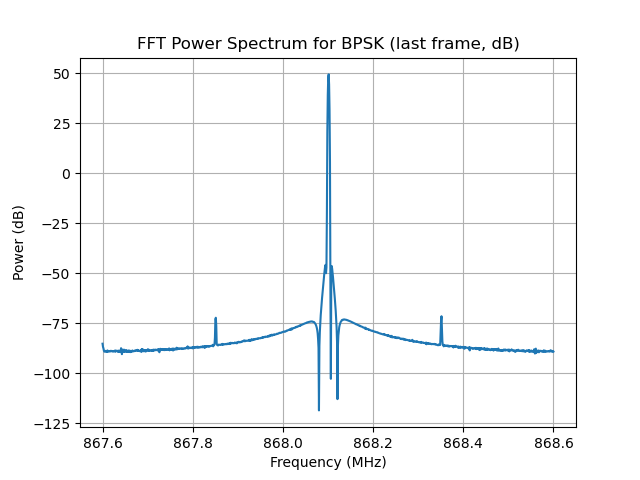 FFT Power Spectrum for BPSK (last frame, dB)
Power (dB)
50
25
0
−25
−50
−75
−100
−125
867.6 867.8 868.0 868.2 868.4 868.6
Frequency (MHz)